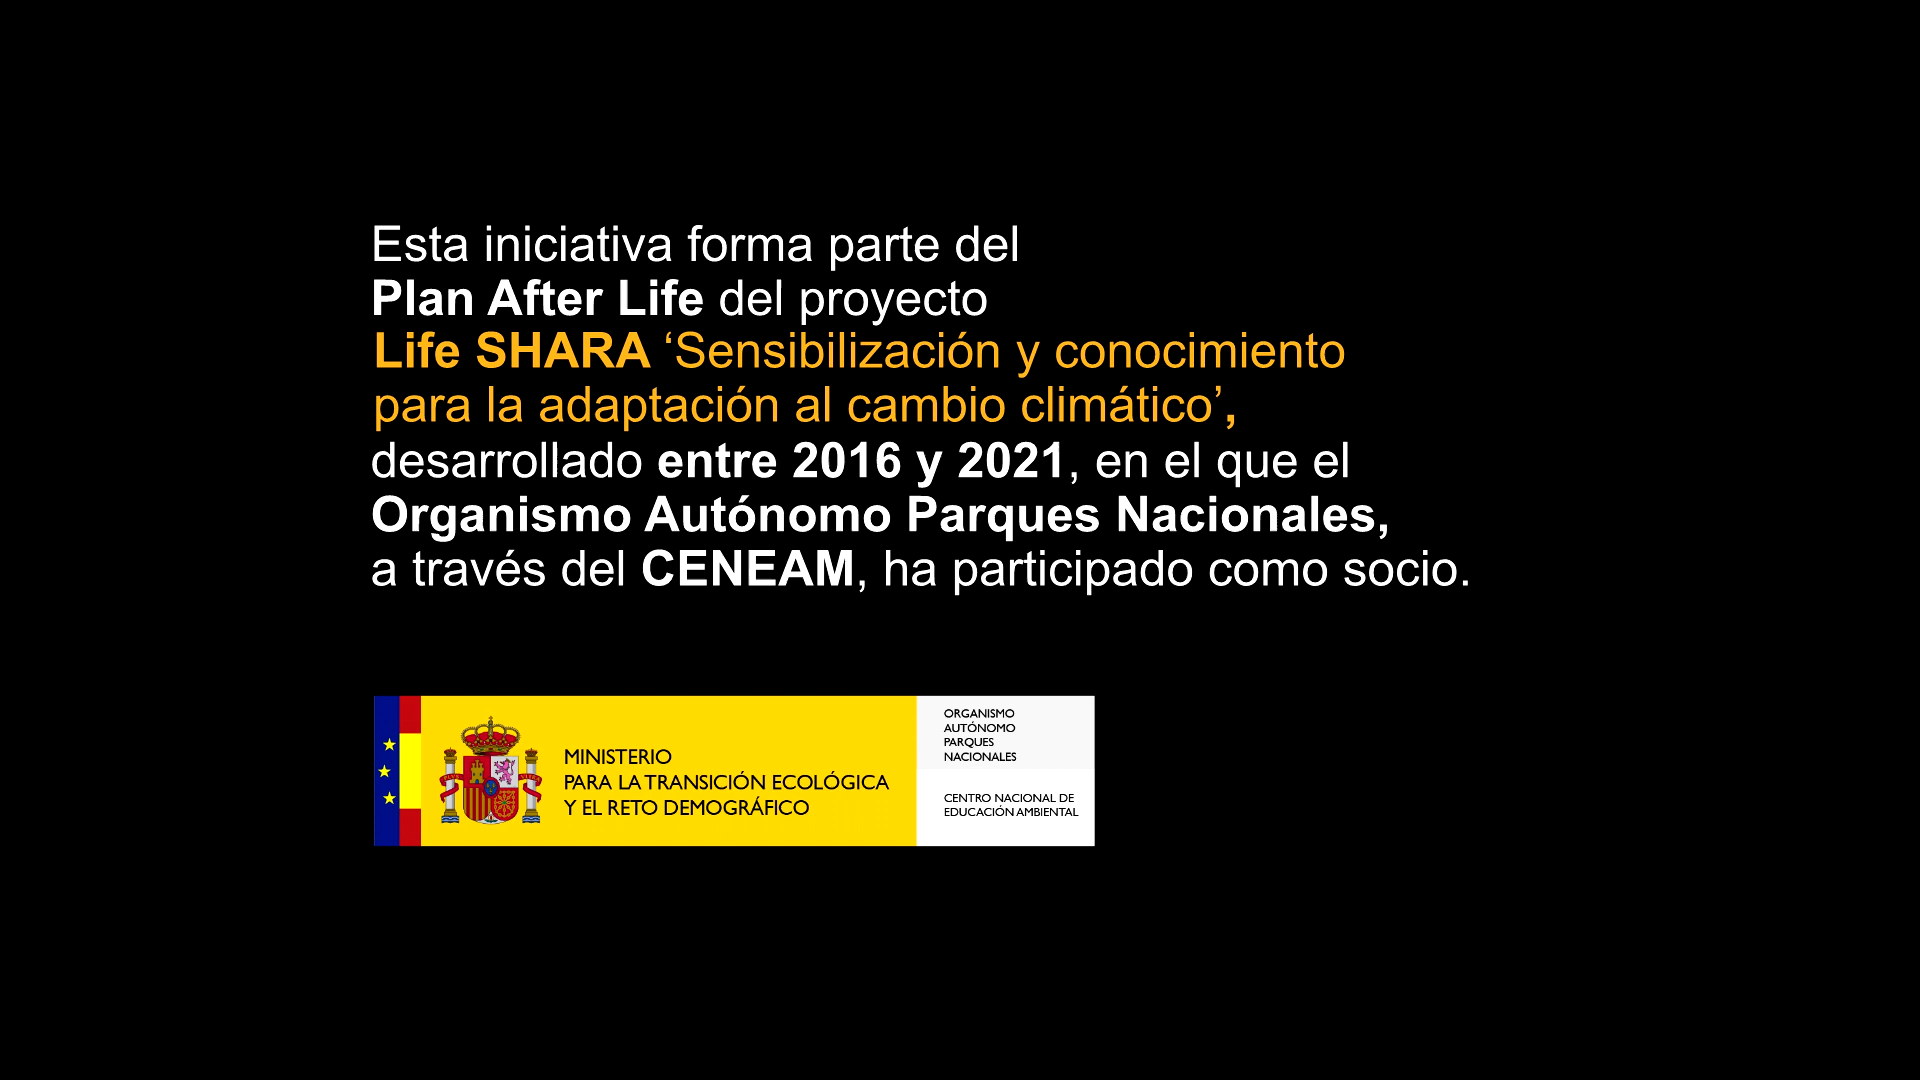 Esta iniciativa forma parte del
Plan After Life del proyecto
Life SHARA ‘Sensibilización y conocimiento
para la adaptación al cambio climático’,
desarrollado entre 2016 y 2021, en el que el
Organismo Autónomo Parques Nacionales,
a través del CENEAM, ha participado como socio.
MINISTERIO
PARA LA TRANSICIÓN ECOLÓGICA
Y EL RETO DEMOGRÁFICO
ORGANISMO
AUTÓNOMO
PARQUES
NACIONALES
CENTRO NACIONAL DE
EDUCACIÓN AMBIENTAL